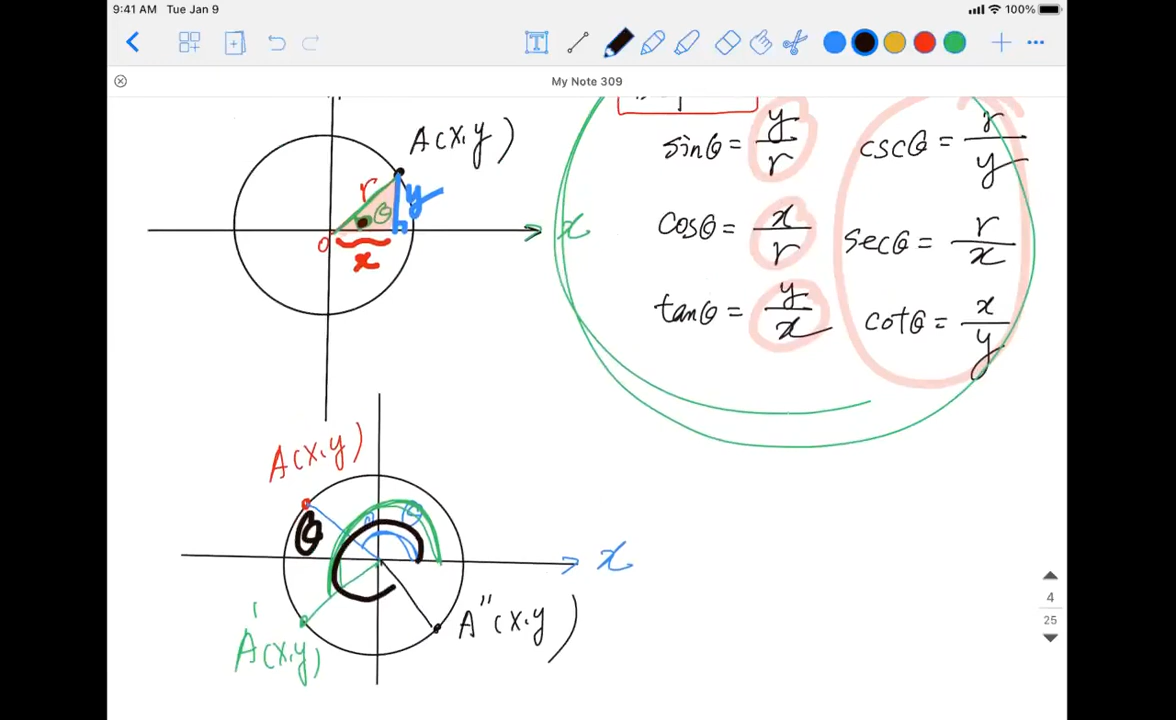 9:41 AM Tue Jan 9
100%
My Note 309
A(x,y)
r
θ
y
x
O
x
sinθ = y/r
cscθ = r/y
cosθ = x/r
secθ = r/x
tanθ = y/x
cotθ = x/y
A(x,y)
θ
θ
x
A'(x,y)
A''(x,y)
4
25